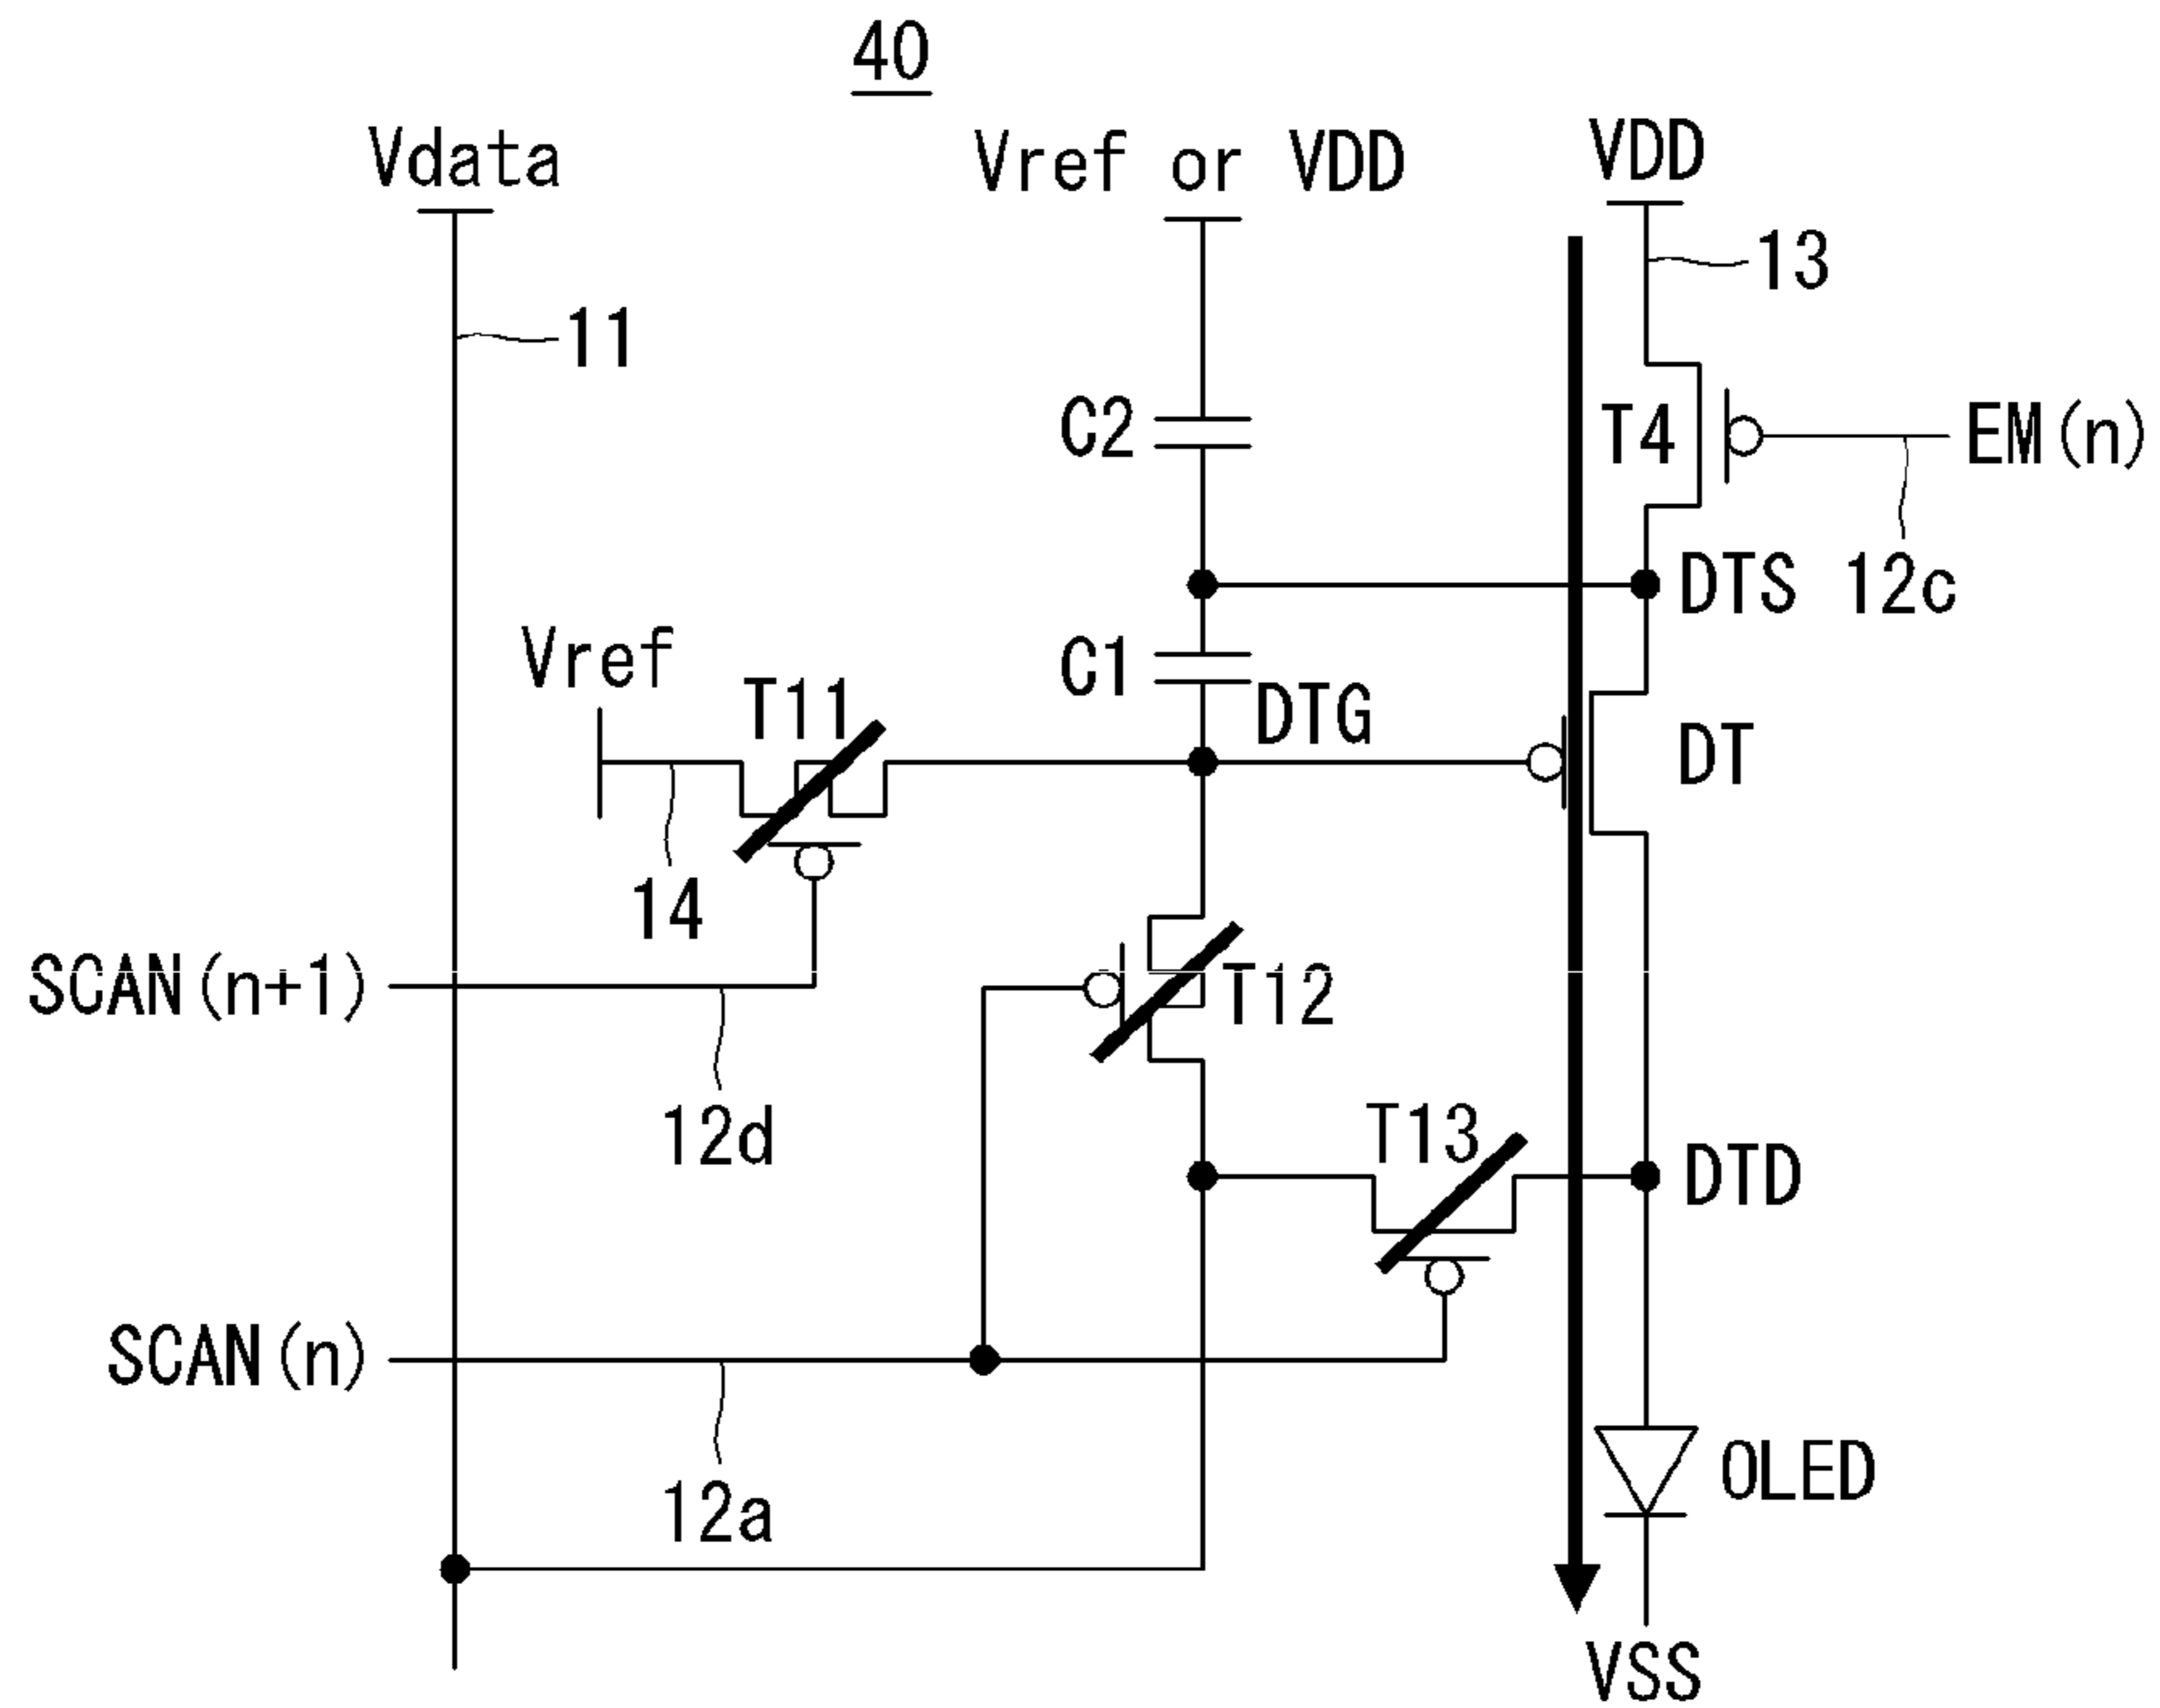 40
Vdata
Vref or VDD
VDD
13
11
C2
T4
EM(n)
DTS
12c
Vref
C1
T11
DTG
DT
14
SCAN(n+1)
T12
12d
T13
DTD
SCAN(n)
OLED
12a
VSS